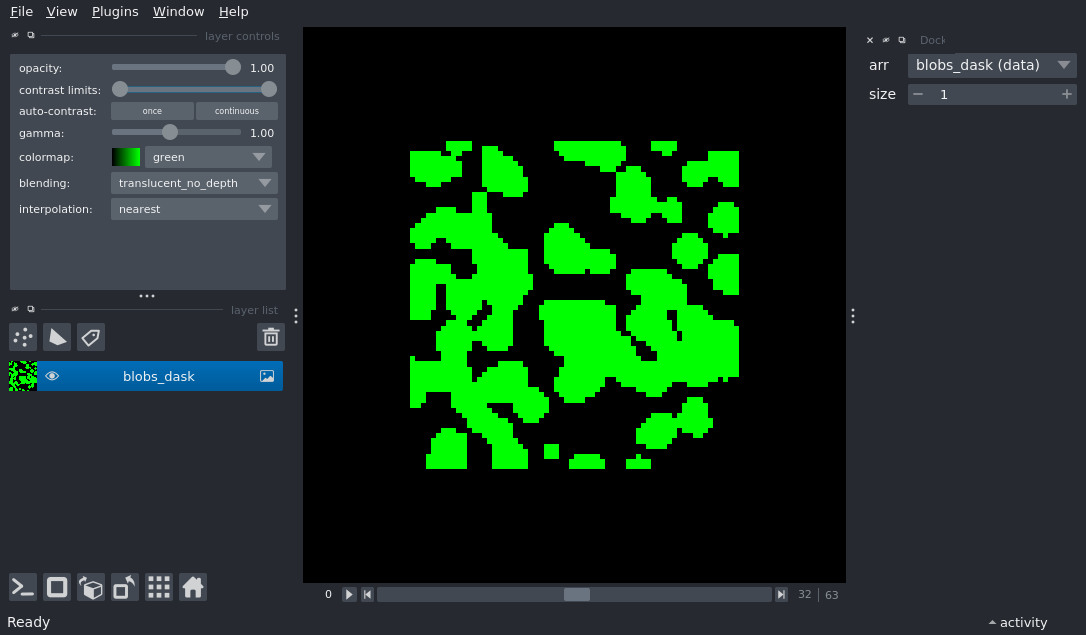 File View Plugins Window Help
layer controls
opacity: 1.00
contrast limits:
auto-contrast: once continuous
gamma: 1.00
colormap: green
blending: translucent_no_depth
interpolation: nearest
layer list
blobs_dask
0 32 63
Dock
arr blobs_dask (data)
size 1
Ready
activity